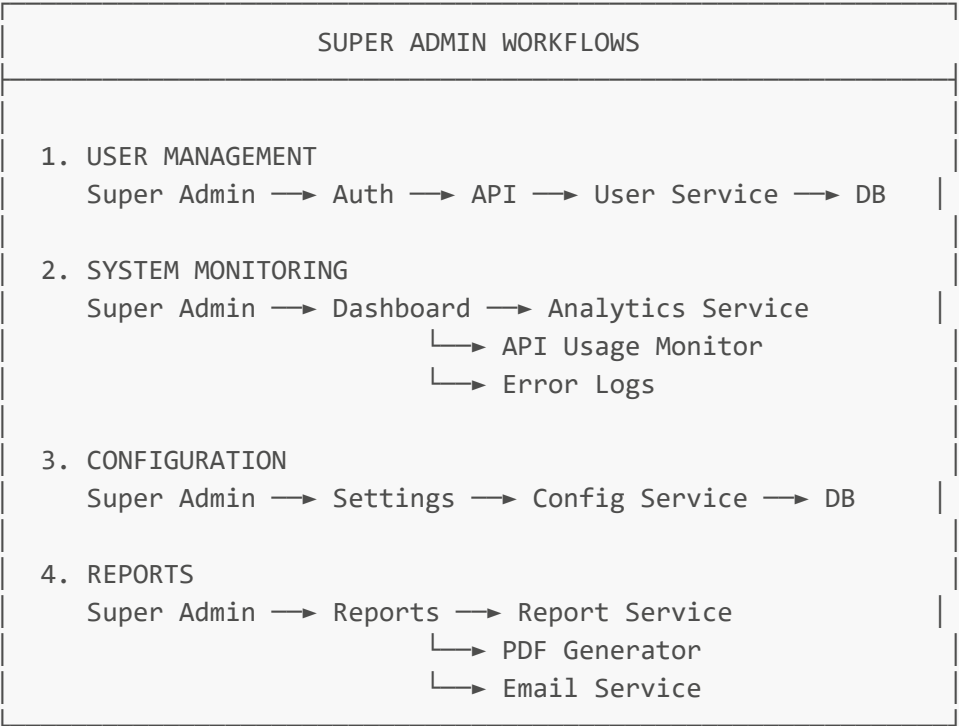 SUPER ADMIN WORKFLOWS
1. USER MANAGEMENT
Super Admin ──► Auth ──► API ──► User Service ──► DB
2. SYSTEM MONITORING
Super Admin ──► Dashboard ──► Analytics Service
└──► API Usage Monitor
└──► Error Logs
3. CONFIGURATION
Super Admin ──► Settings ──► Config Service ──► DB
4. REPORTS
Super Admin ──► Reports ──► Report Service
└──► PDF Generator
└──► Email Service